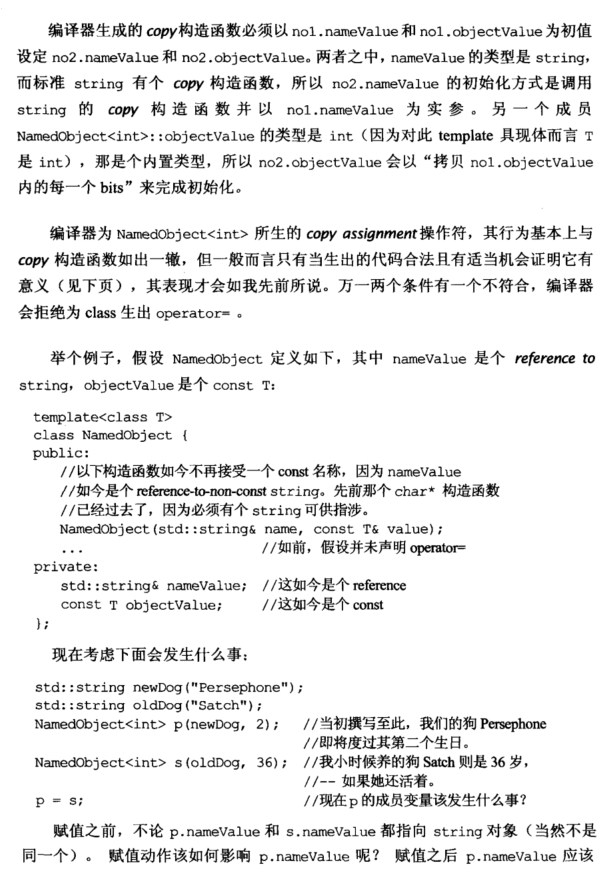 编译器生成的 copy构造函数必须以 no1.nameValue 和 no1.objectValue 为初值
设定 no2.nameValue 和 no2.objectValue。两者之中，nameValue 的类型是 string，
而标准 string 有个 copy 构造函数，所以 no2.nameValue 的初始化方式是调用
string 的 copy 构造函数并以 no1.nameValue 为实参。另一个成员
NamedObject<int>::objectValue 的类型是 int（因为对此 template 具现体而言 T
是 int），那是个内置类型，所以 no2.objectValue 会以“拷贝 no1.objectValue
内的每一个 bits”来完成初始化。
编译器为 NamedObject<int> 所生的 copy assignment操作符，其行为基本上与
copy 构造函数如出一辙，但一般而言只有当生出的代码合法且有适当机会证明它有
意义（见下页），其表现才会如我先前所说。万一两个条件有一个不符合，编译器
会拒绝为 class 生出 operator= 。
举个例子，假设 NamedObject 定义如下，其中 nameValue 是个 reference to
string，objectValue 是个 const T：
template<class T>
class NamedObject {
public:
//以下构造函数如今不再接受一个 const 名称，因为 nameValue
//如今是个 reference-to-non-const string。先前那个 char* 构造函数
//已经过去了，因为必须有个 string 可供指涉。
NamedObject(std::string& name, const T& value);
... //如前，假设并未声明 operator=
private:
std::string& nameValue; //这如今是个 reference
const T objectValue; //这如今是个 const
};
现在考虑下面会发生什么事：
std::string newDog("Persephone");
std::string oldDog("Satch");
NamedObject<int> p(newDog, 2); //当初撰写至此，我们的狗 Persephone
//即将度过其第二个生日。
NamedObject<int> s(oldDog, 36); //我小时候养的狗 Satch 则是 36 岁，
//-- 如果她还活着。
p = s; //现在 p 的成员变量该发生什么事？
赋值之前，不论 p.nameValue 和 s.nameValue 都指向 string 对象（当然不是
同一个）。 赋值动作该如何影响 p.nameValue 呢？ 赋值之后 p.nameValue 应该